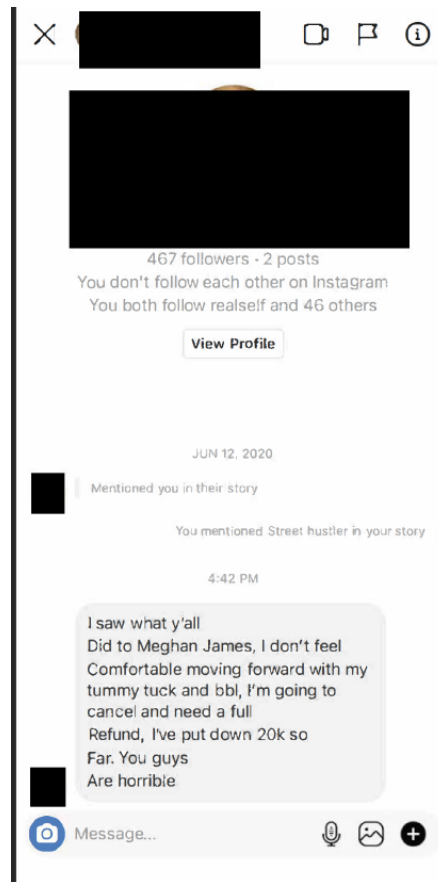 467 followers · 2 posts
You don't follow each other on Instagram
You both follow realself and 46 others
View Profile
JUN 12, 2020
Mentioned you in their story
You mentioned Street hustler in your story
4:42 PM
I saw what y'all
Did to Meghan James, I don't feel
Comfortable moving forward with my
tummy tuck and bbl, I'm going to
cancel and need a full
Refund, I've put down 20k so
Far. You guys
Are horrible
Message...